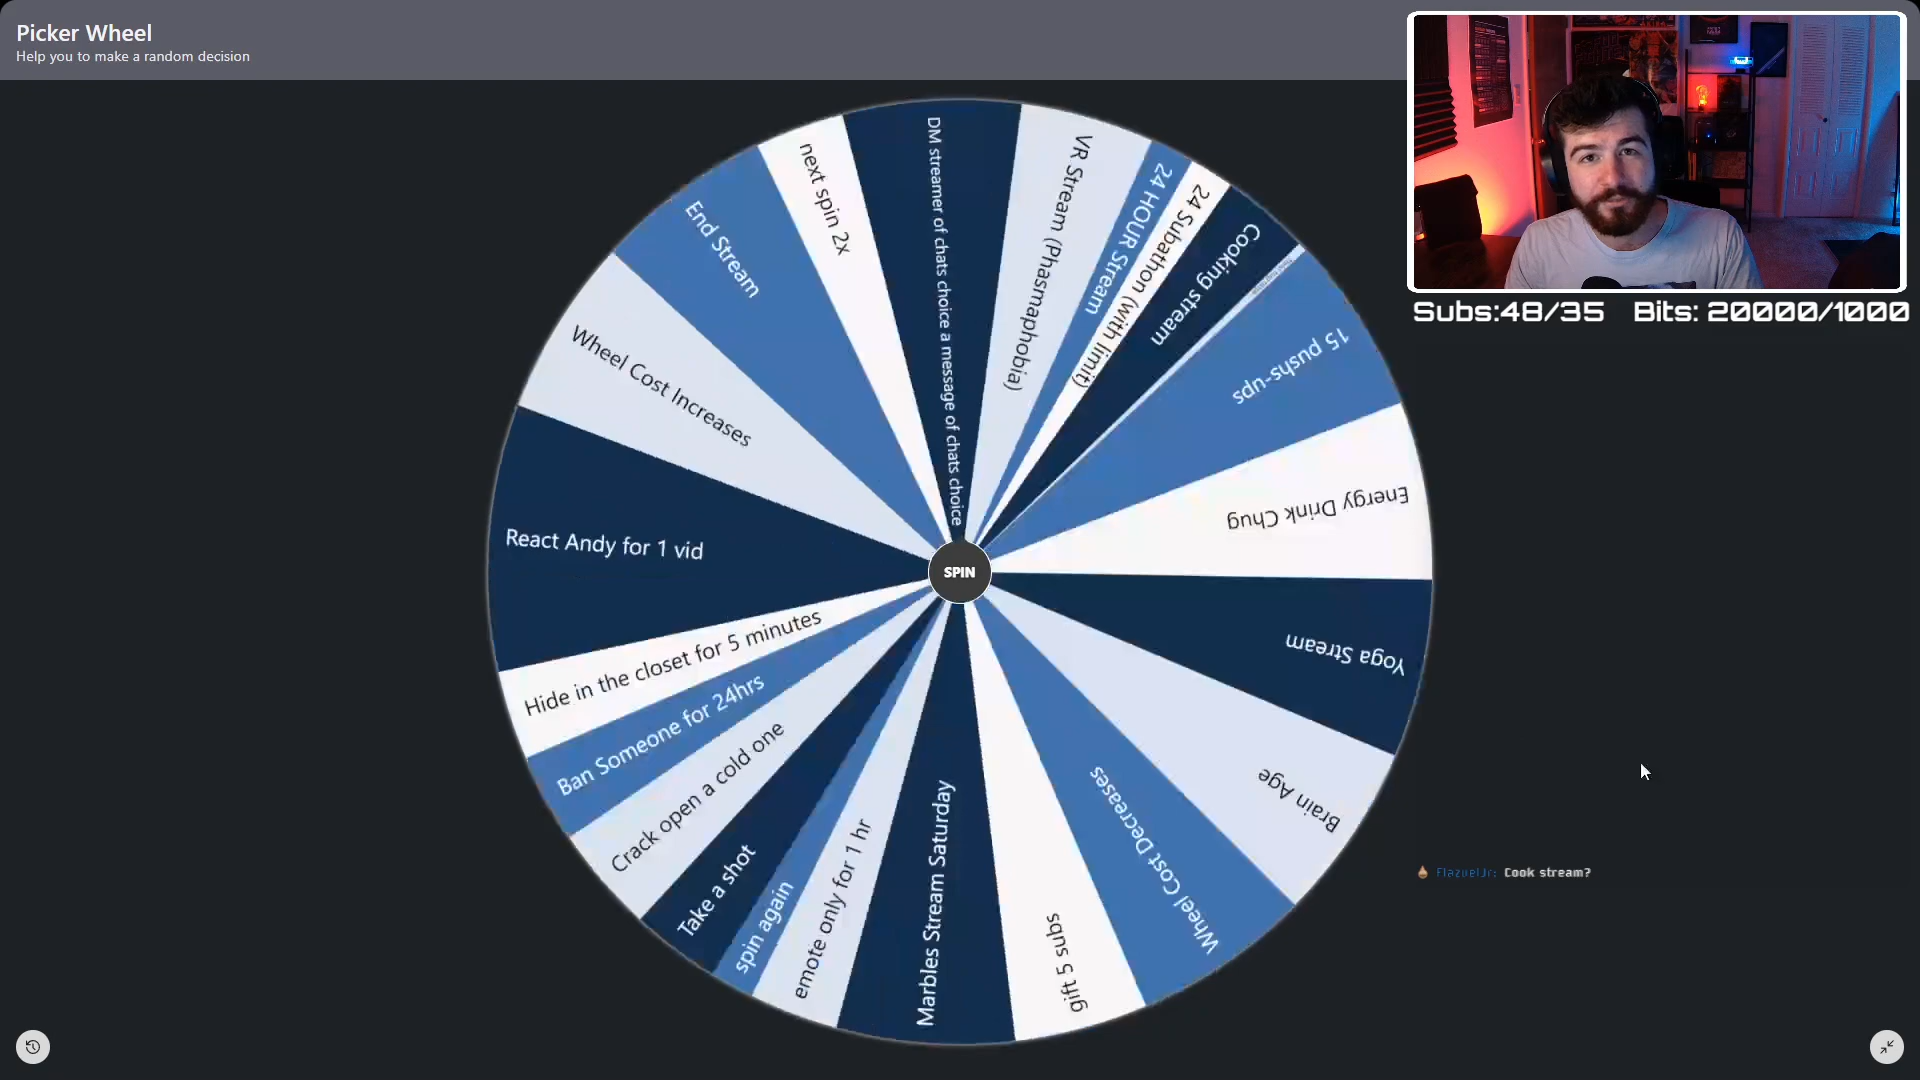 Picker Wheel
Help you to make a random decision
Subs:48/35 Bits: 20000/1000
DM streamer of chats choice a message of chats choice
VR Stream (Phasmaphobia)
24 HOUR Stream
24 Subathon (with limit)
Cooking stream
15 pushs-ups
Energy Drink Chug
Yoga Stream
Brain Age
Wheel Cost Decreases
gift 5 subs
Marbles Stream Saturday
emote only for 1 hr
spin again
Take a shot
Crack open a cold one
Ban Someone for 24hrs
Hide in the closet for 5 minutes
React Andy for 1 vid
Wheel Cost Increases
End Stream
next spin 2x
SPIN
FlazuelJr: Cook stream?